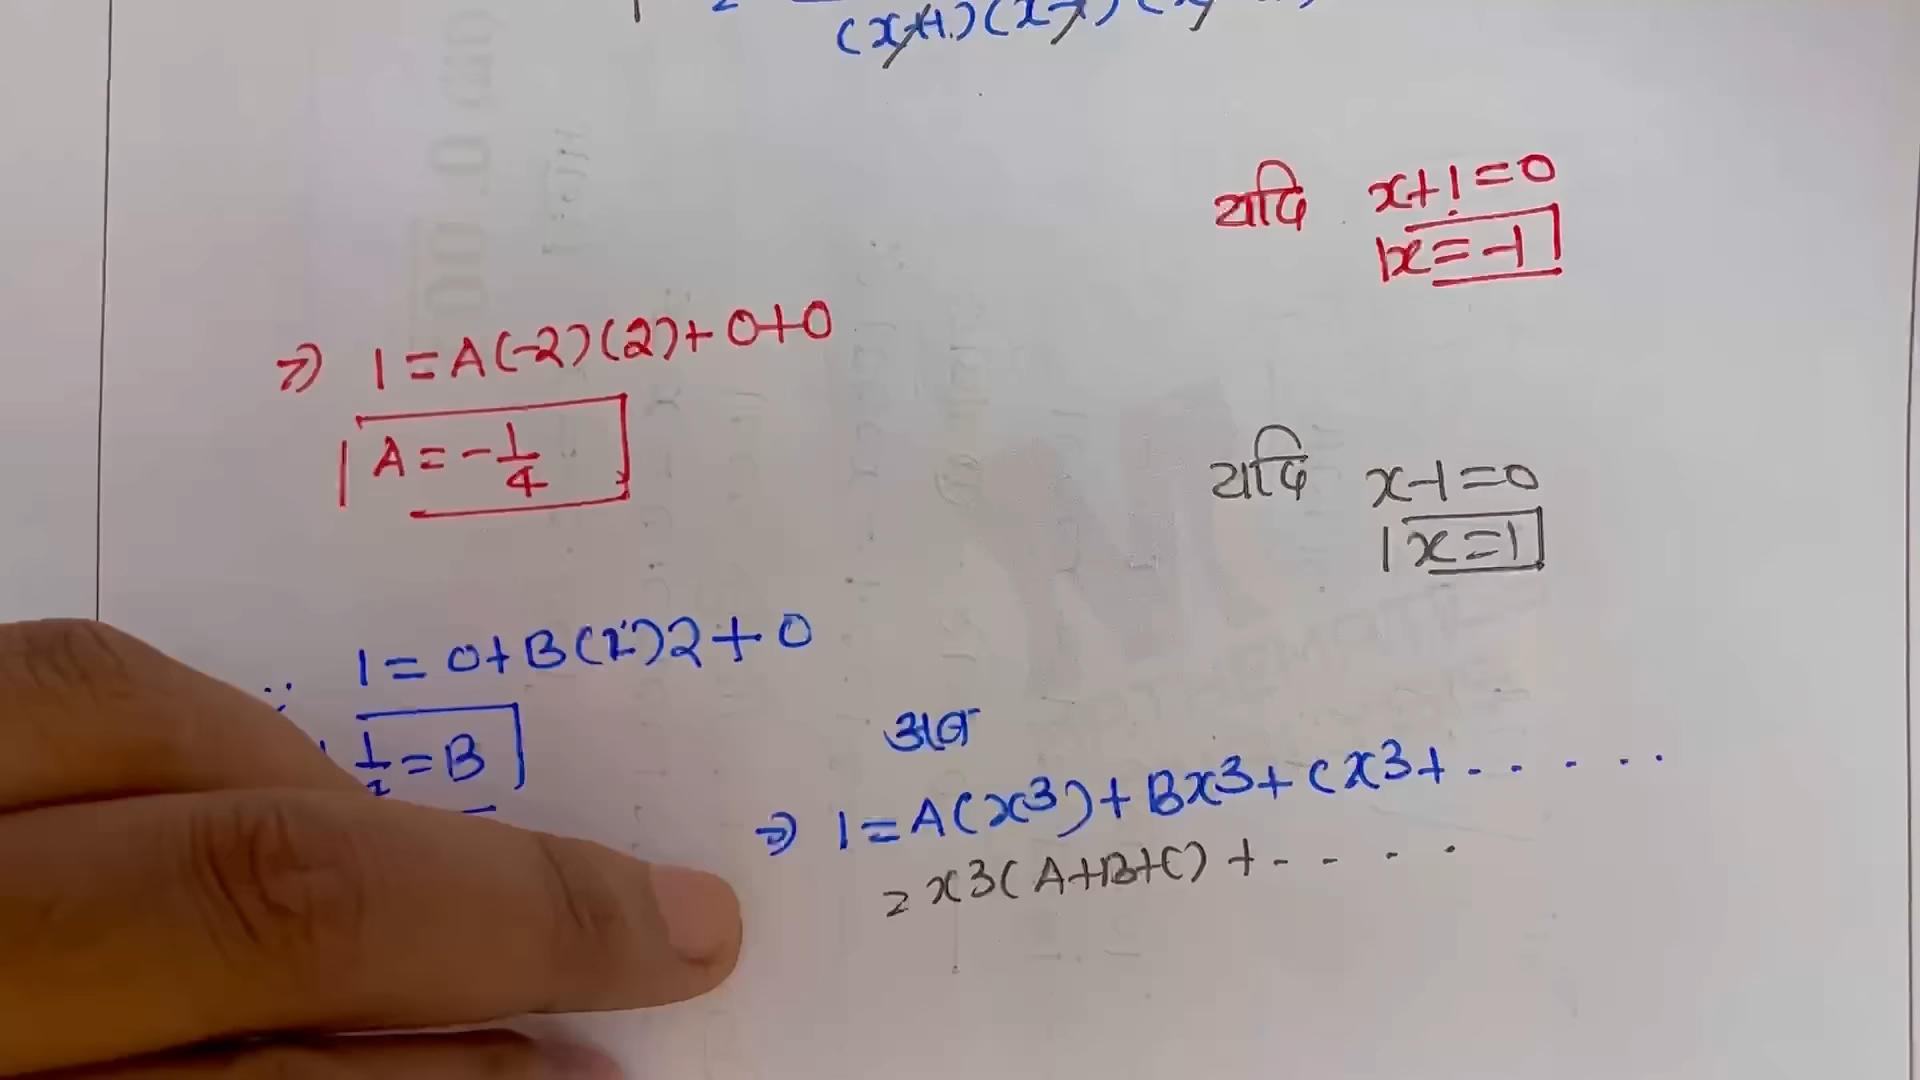 (x+1)(x-
यदि x+1=0
x=-1
⇒ 1=A(-2)(2)+0+0
A=-1/4
यदि x-1=0
x=1
∵ 1=0+B(2)2+0
=B
अब
⇒ 1=A(x3)+Bx3+Cx3+.....
= x3(A+B+C)+....